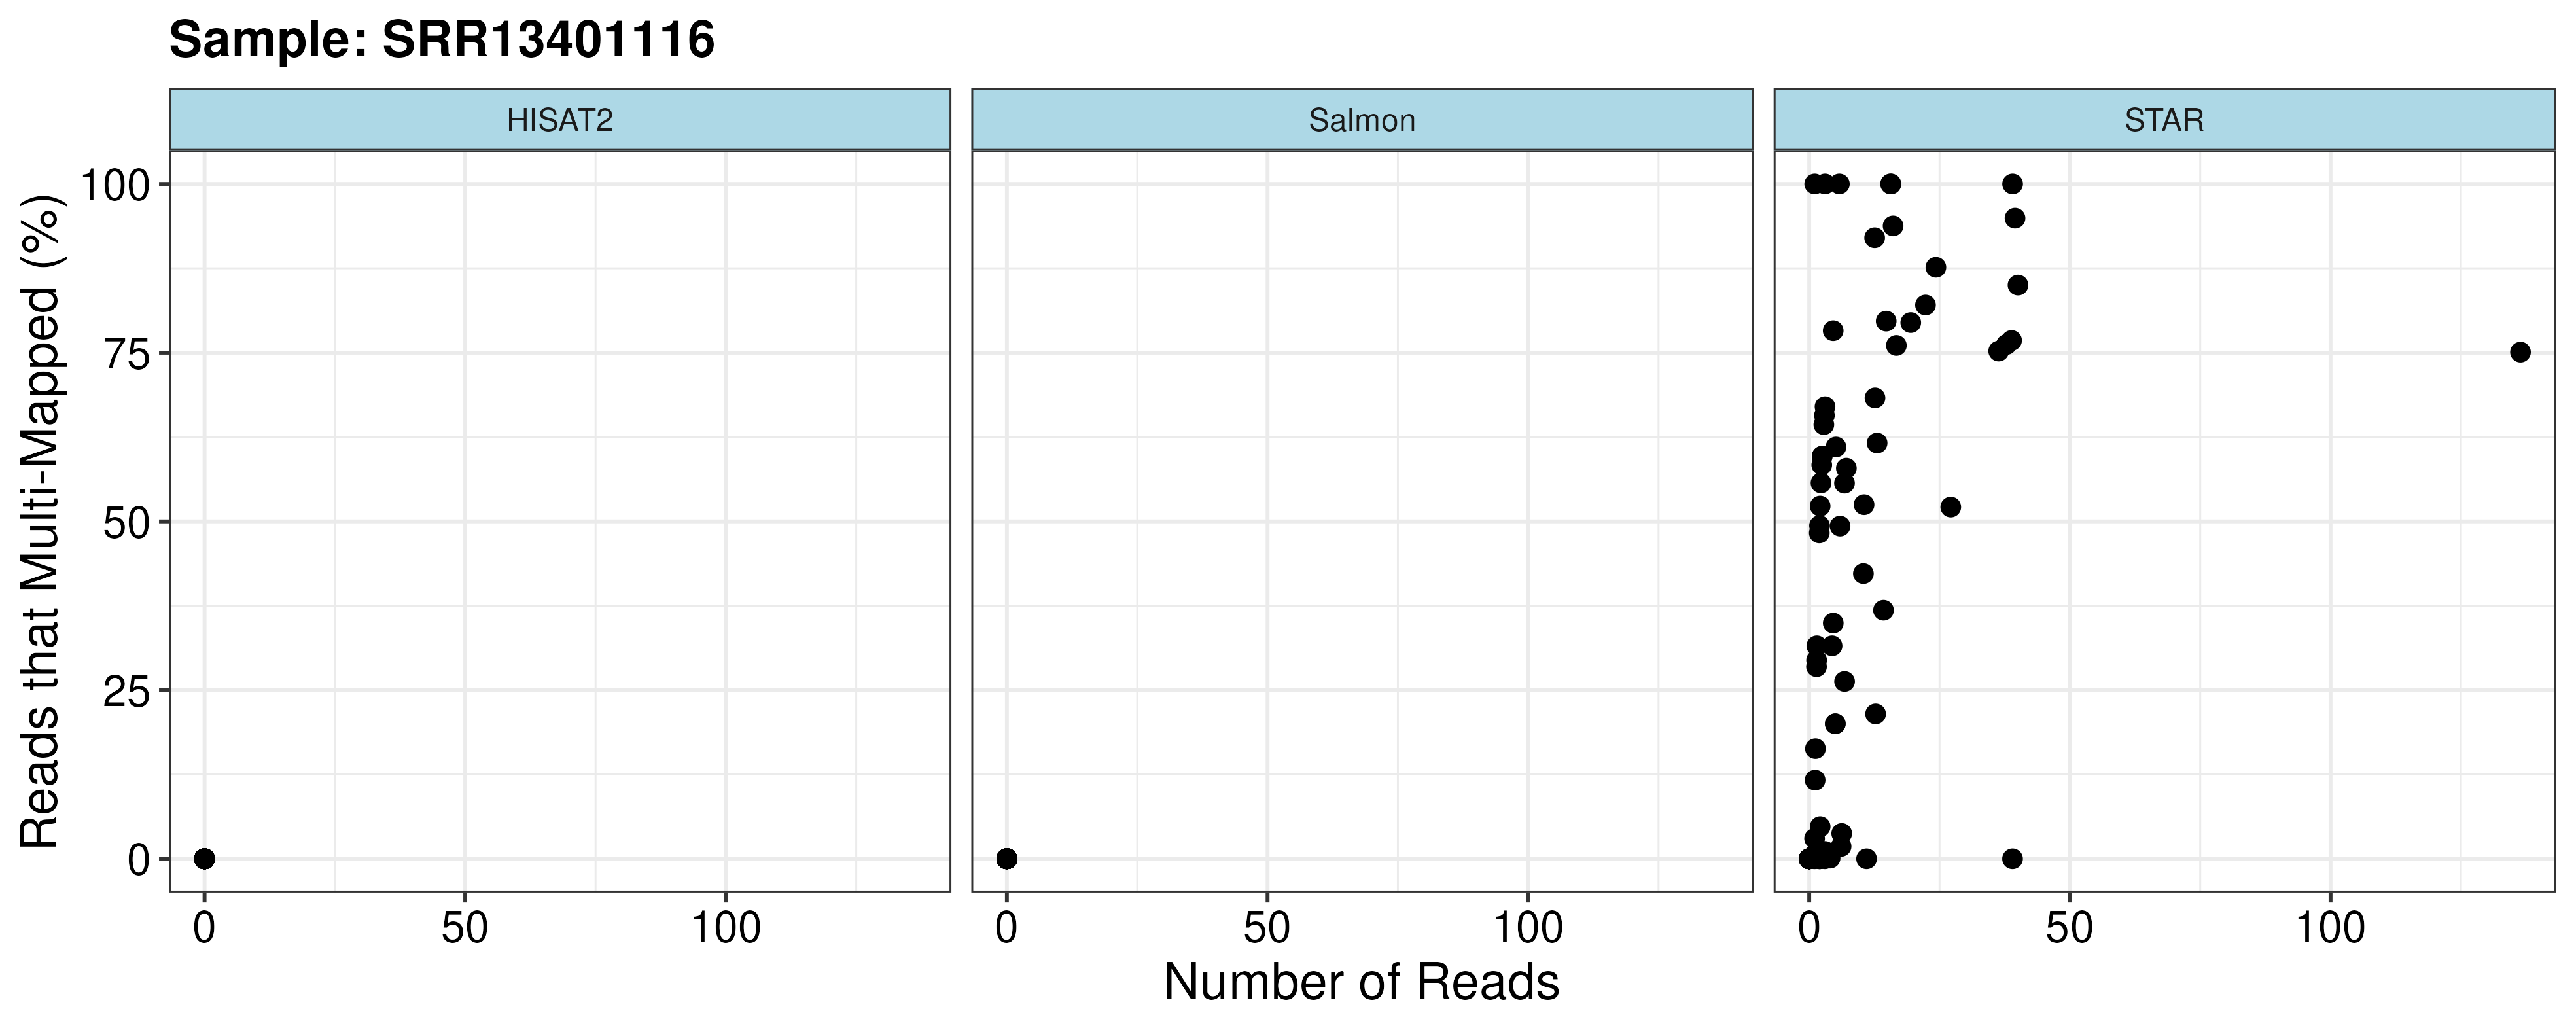 Sample: SRR13401116
HISAT2
Salmon
STAR
Reads that Multi-Mapped (%)
100
75
50
25
0
0 50 100
0 50 100
0 50 100
Number of Reads